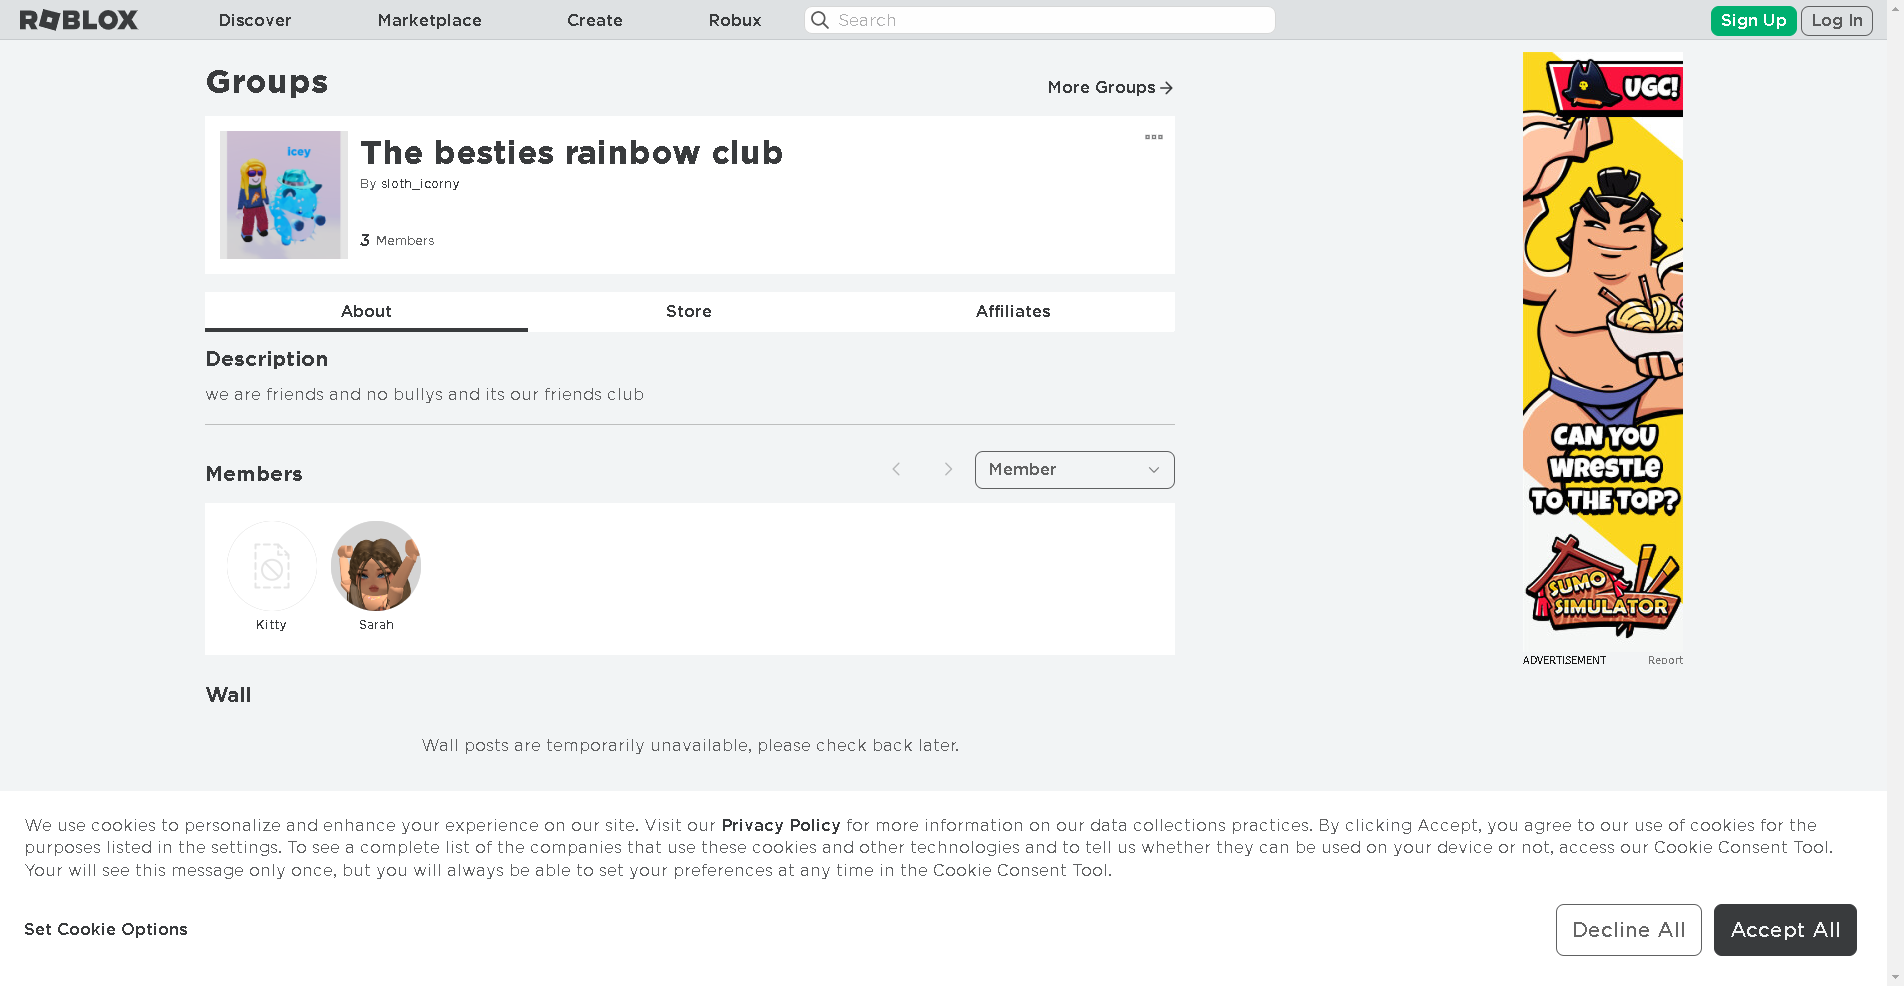 ROBLOX
Discover
Marketplace
Create
Robux
Search
Sign Up
Log In
Groups
More Groups
icey
The besties rainbow club
By sloth_icorny
3 Members
About
Store
Affiliates
Description
we are friends and no bullys and its our friends club
Members
Member
Kitty
Sarah
Wall
Wall posts are temporarily unavailable, please check back later.
UGC!
CAN YOU
WRESTLE
TO THE TOP?
SUMO
SIMULATOR
ADVERTISEMENT
Report
We use cookies to personalize and enhance your experience on our site. Visit our Privacy Policy for more information on our data collections practices. By clicking Accept, you agree to our use of cookies for the
purposes listed in the settings. To see a complete list of the companies that use these cookies and other technologies and to tell us whether they can be used on your device or not, access our Cookie Consent Tool.
Your will see this message only once, but you will always be able to set your preferences at any time in the Cookie Consent Tool.
Set Cookie Options
Decline All
Accept All